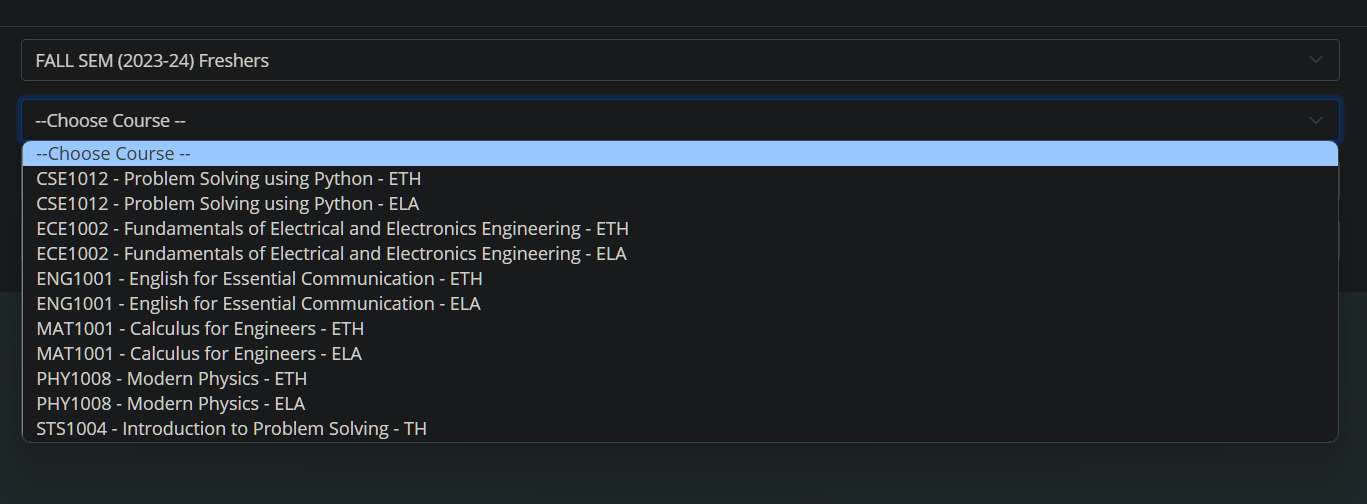 FALL SEM (2023-24) Freshers
--Choose Course --
--Choose Course --
CSE1012 - Problem Solving using Python - ETH
CSE1012 - Problem Solving using Python - ELA
ECE1002 - Fundamentals of Electrical and Electronics Engineering - ETH
ECE1002 - Fundamentals of Electrical and Electronics Engineering - ELA
ENG1001 - English for Essential Communication - ETH
ENG1001 - English for Essential Communication - ELA
MAT1001 - Calculus for Engineers - ETH
MAT1001 - Calculus for Engineers - ELA
PHY1008 - Modern Physics - ETH
PHY1008 - Modern Physics - ELA
STS1004 - Introduction to Problem Solving - TH